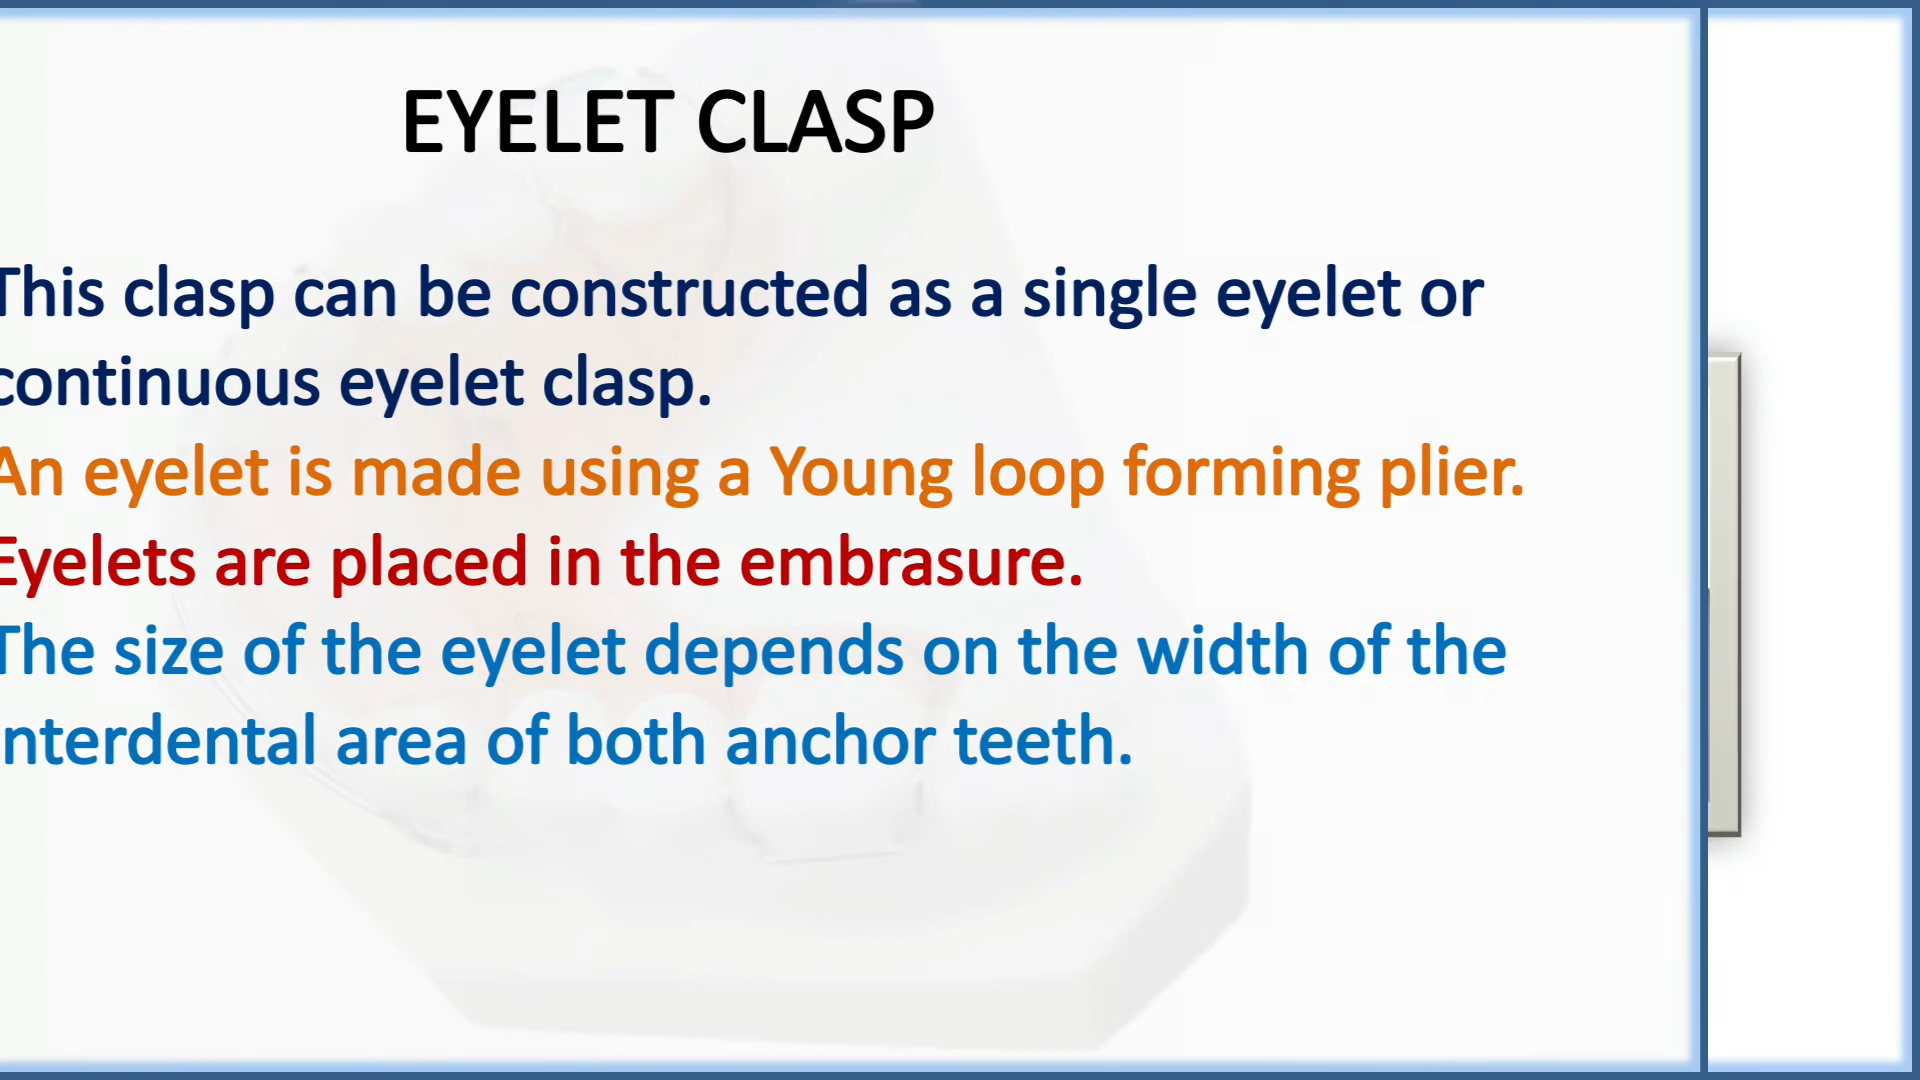 EYELET CLASP
This clasp can be constructed as a single eyelet or
continuous eyelet clasp.
An eyelet is made using a Young loop forming plier.
Eyelets are placed in the embrasure.
The size of the eyelet depends on the width of the
interdental area of both anchor teeth.